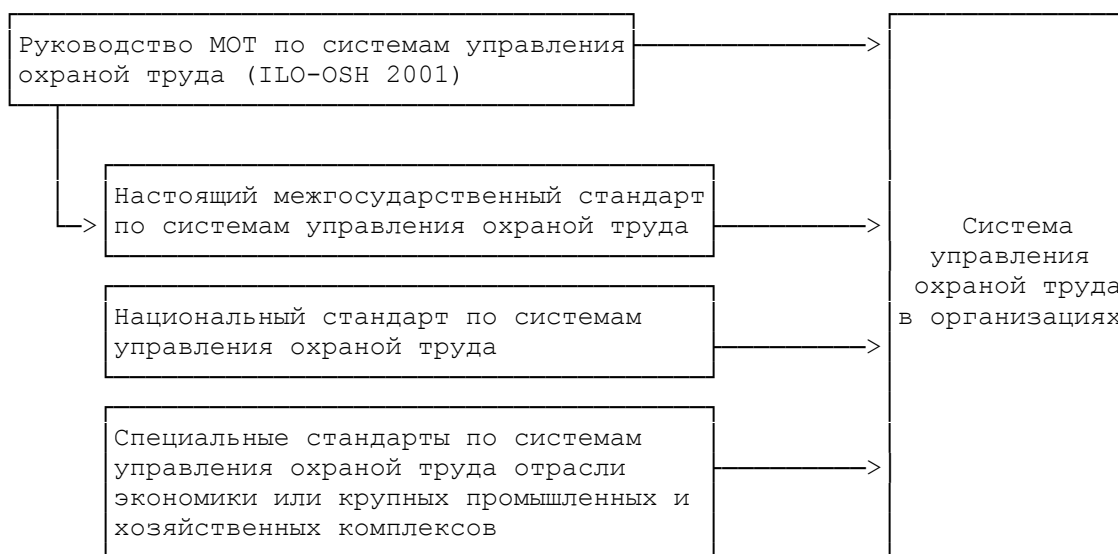 Руководство МОТ по системам управления
охраной труда (ILO-OSH 2001)
Настоящий межгосударственный стандарт
по системам управления охраной труда
Национальный стандарт по системам
управления охраной труда
Специальные стандарты по системам
управления охраной труда отрасли
экономики или крупных промышленных и
хозяйственных комплексов
Система
управления
охраной труда
в организациях